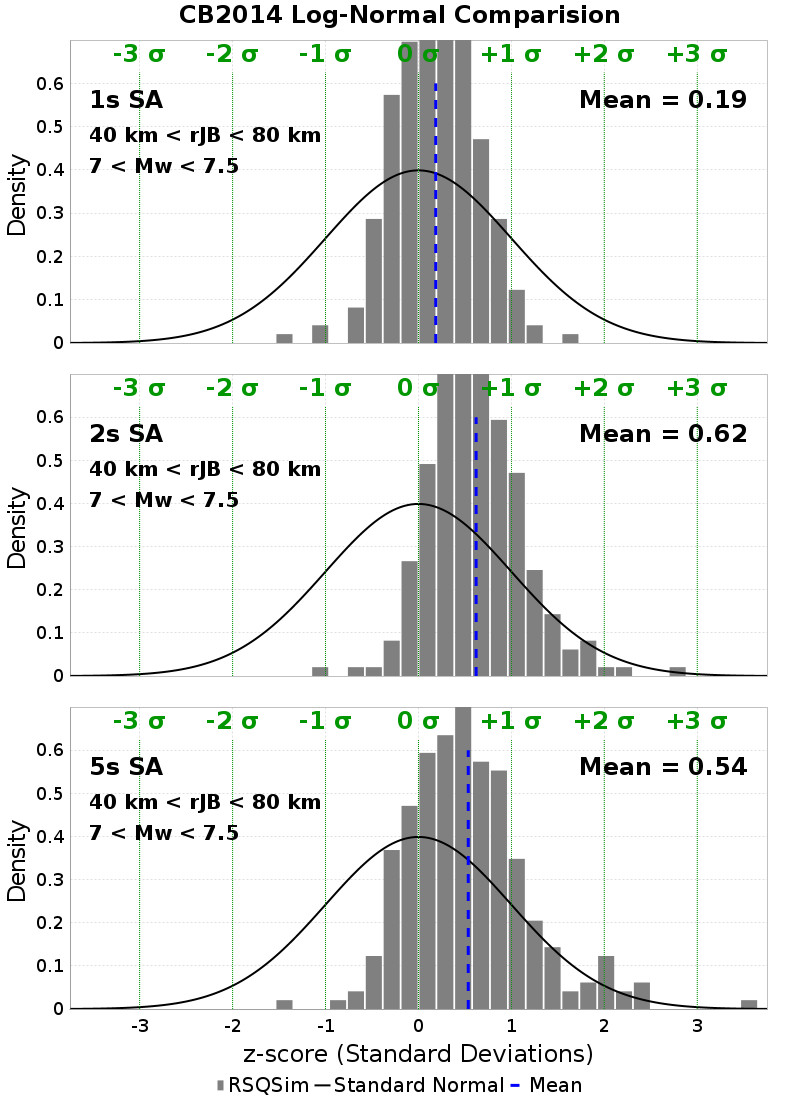 CB2014 Log-Normal Comparision
-3 σ -2 σ -1 σ 0 σ +1 σ +2 σ +3 σ
1s SA Mean = 0.19
40 km < rJB < 80 km
7 < Mw < 7.5
0.6
0.5
0.4
0.3
0.2
0.1
0
Density
-3 σ -2 σ -1 σ 0 σ +1 σ +2 σ +3 σ
2s SA Mean = 0.62
40 km < rJB < 80 km
7 < Mw < 7.5
0.6
0.5
0.4
0.3
0.2
0.1
0
Density
-3 σ -2 σ -1 σ 0 σ +1 σ +2 σ +3 σ
5s SA Mean = 0.54
40 km < rJB < 80 km
7 < Mw < 7.5
0.6
0.5
0.4
0.3
0.2
0.1
0
Density
-3 -2 -1 0 1 2 3
z-score (Standard Deviations)
RSQSim Standard Normal Mean